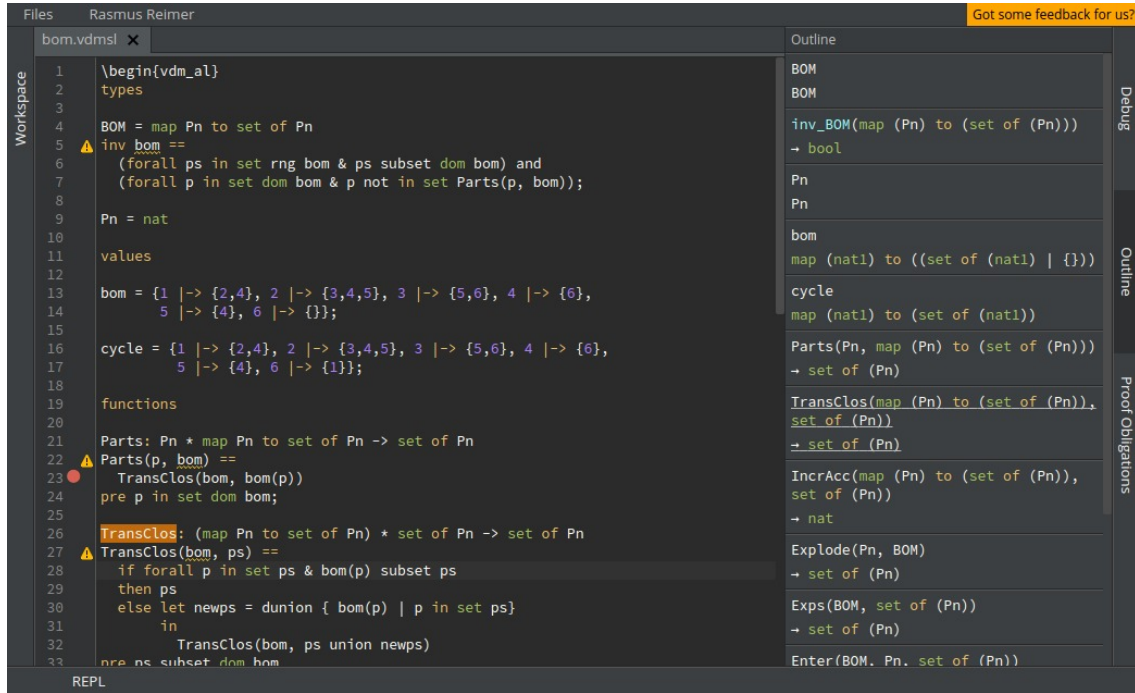 Files Rasmus Reimer Got some feedback for us?
bom.vdmsl ×
Workspace
1 \begin{vdm_al}
2 types
3
4 BOM = map Pn to set of Pn
5 inv bom ==
6 (forall ps in set rng bom & ps subset dom bom) and
7 (forall p in set dom bom & p not in set Parts(p, bom));
8
9 Pn = nat
10
11 values
12
13 bom = {1 |-> {2,4}, 2 |-> {3,4,5}, 3 |-> {5,6}, 4 |-> {6},
14 5 |-> {4}, 6 |-> {}};
15
16 cycle = {1 |-> {2,4}, 2 |-> {3,4,5}, 3 |-> {5,6}, 4 |-> {6},
17 5 |-> {4}, 6 |-> {1}};
18
19 functions
20
21 Parts: Pn * map Pn to set of Pn -> set of Pn
22 Parts(p, bom) ==
23 TransClos(bom, bom(p))
24 pre p in set dom bom;
25
26 TransClos: (map Pn to set of Pn) * set of Pn -> set of Pn
27 TransClos(bom, ps) ==
28 if forall p in set ps & bom(p) subset ps
29 then ps
30 else let newps = dunion { bom(p) | p in set ps}
31 in
32 TransClos(bom, ps union newps)
33 pre ps subset dom bom
Outline
BOM
BOM
inv_BOM(map (Pn) to (set of (Pn)))
→ bool
Pn
Pn
bom
map (nat1) to ((set of (nat1) | {}))
cycle
map (nat1) to (set of (nat1))
Parts(Pn, map (Pn) to (set of (Pn)))
→ set of (Pn)
TransClos(map (Pn) to (set of (Pn)),
set of (Pn))
→ set of (Pn)
IncrAcc(map (Pn) to (set of (Pn)),
set of (Pn))
→ nat
Explode(Pn, BOM)
→ set of (Pn)
Exps(BOM, set of (Pn))
→ set of (Pn)
Enter(BOM, Pn, set of (Pn))
Debug
Outline
Proof Obligations
REPL